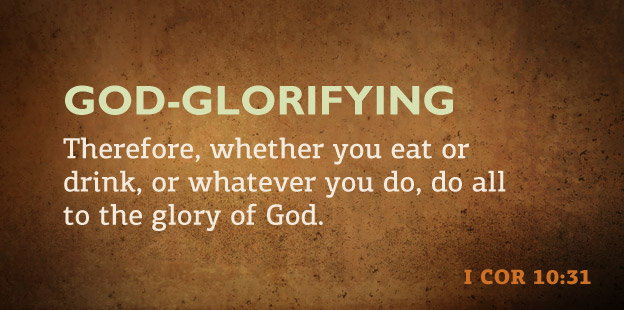 GOD-GLORIFYING
Therefore, whether you eat or
drink, or whatever you do, do all
to the glory of God.
I COR 10:31